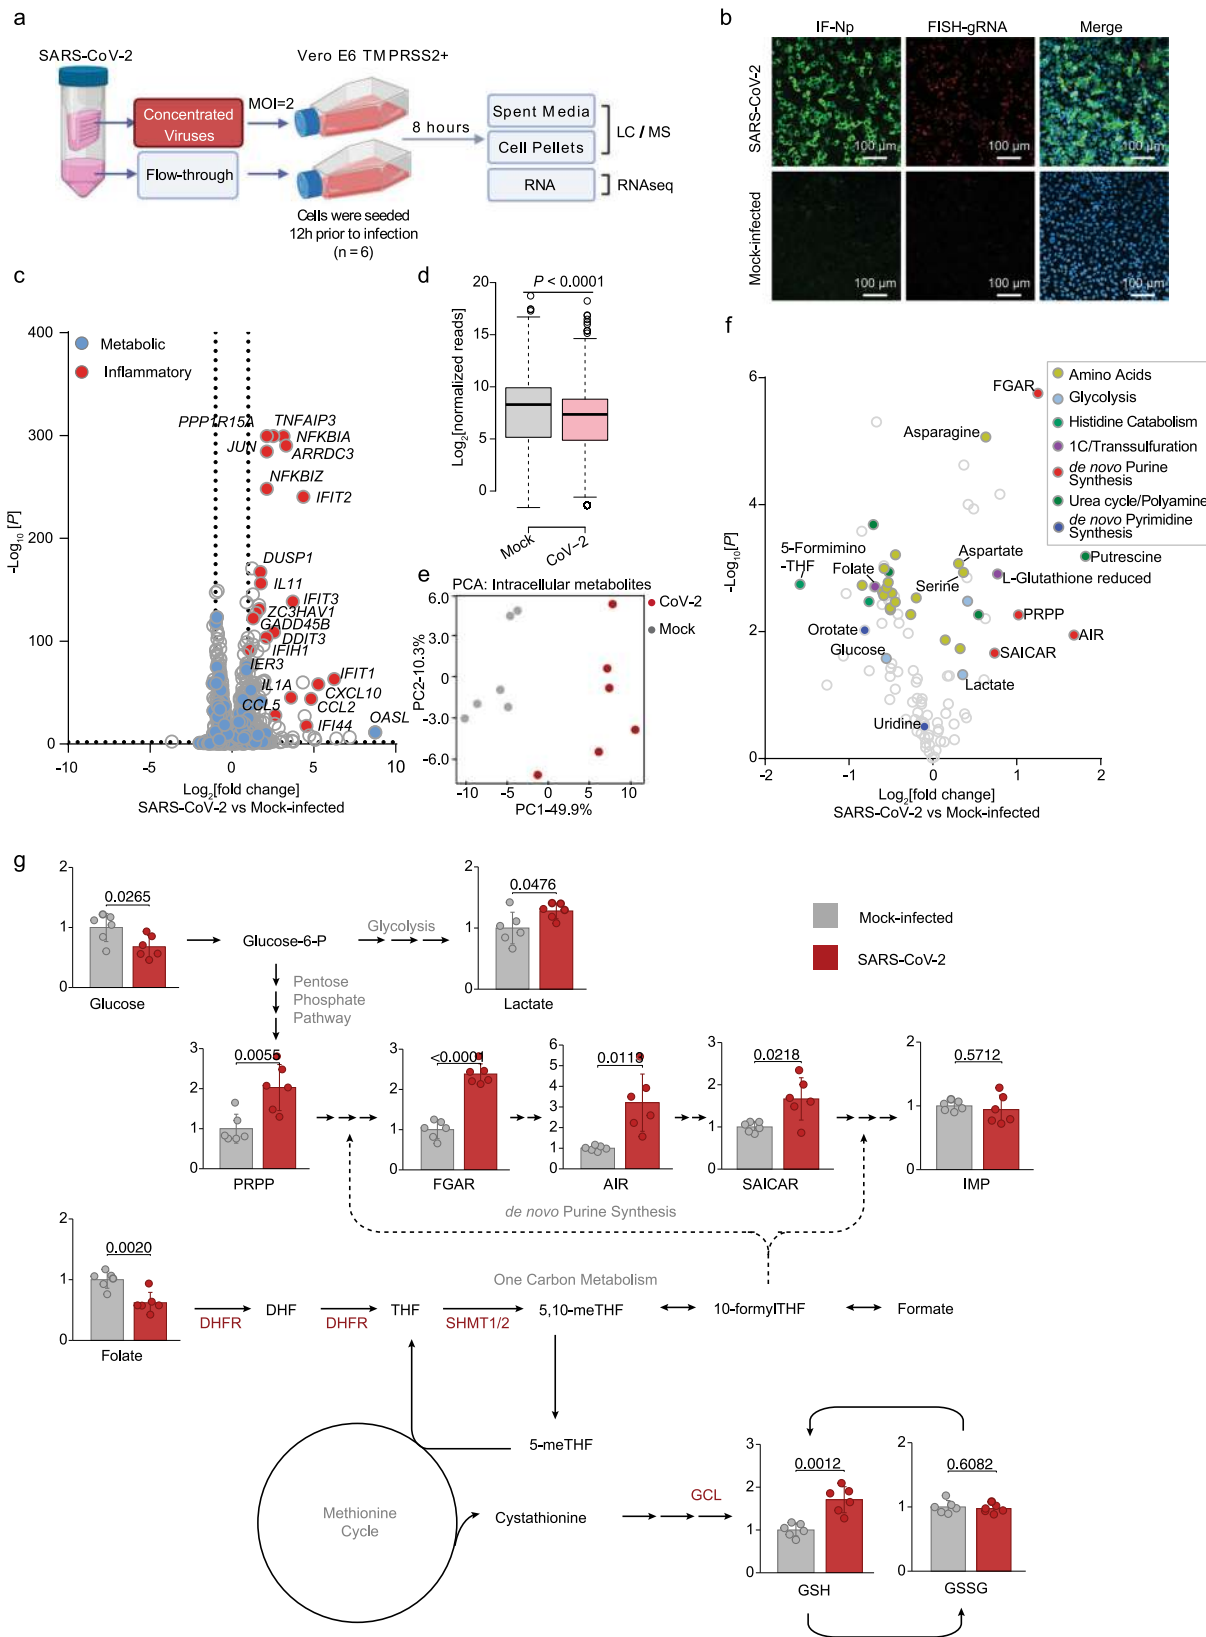 a
SARS-CoV-2
Vero E6 TMPRSS2+
Concentrated
Viruses
MOI=2
Flow-through
8 hours
Spent Media
Cell Pellets
LC / MS
RNA
RNAseq
Cells were seeded
12h prior to infection
(n = 6)
b
IF-Np
FISH-gRNA
Merge
SARS-CoV-2
100 µm
100 µm
100 µm
Mock-infected
100 µm
100 µm
100 µm
c
400
300
200
100
0
-Log10 [P]
Metabolic
Inflammatory
PPP1R15A
TNFAIP3
JUN
NFKBIA
ARRDC3
NFKBIZ
IFIT2
DUSP1
IL11
IFIT3
ZC3HAV1
GADD45B
DDIT3
IFIH1
IER3
IFIT1
IL1A
CXCL10
CCL5
CCL2
IFI44
OASL
-10
-5
0
5
10
Log2[fold change]
SARS-CoV-2 vs Mock-infected
d
P < 0.0001
20
15
10
5
0
Log2[normalized reads]
Mock
CoV-2
e
PCA: Intracellular metabolites
CoV-2
Mock
6.0
3.0
0
-3.0
-6.0
PC2-10.3%
-10
-5
0
5
10
PC1-49.9%
f
6
4
2
0
-Log10[P]
FGAR
Asparagine
5-Formimino
-THF
Folate
Aspartate
Serine
Putrescine
L-Glutathione reduced
PRPP
Orotate
AIR
Glucose
SAICAR
Lactate
Uridine
Amino Acids
Glycolysis
Histidine Catabolism
1C/Transsulfuration
de novo Purine
Synthesis
Urea cycle/Polyamine
de novo Pyrimidine
Synthesis
-2
-1
0
1
2
Log2[fold change]
SARS-CoV-2 vs Mock-infected
g
2
1
0
0.0265
Glucose
Glucose-6-P
Glycolysis
2
1
0
0.0476
Lactate
Mock-infected
SARS-CoV-2
Pentose
Phosphate
Pathway
3
2
1
0
0.0055
PRPP
3
2
1
0
<0.0001
FGAR
6
5
4
3
2
1
0
0.0113
AIR
3
2
1
0
0.0218
SAICAR
2
1
0
0.5712
IMP
de novo Purine Synthesis
2
1
0
0.0020
Folate
One Carbon Metabolism
DHFR
DHF
DHFR
THF
SHMT1/2
5,10-meTHF
10-formylTHF
Formate
5-meTHF
Methionine
Cycle
Cystathionine
GCL
3
2
1
0
0.0012
GSH
2
1
0
0.6082
GSSG